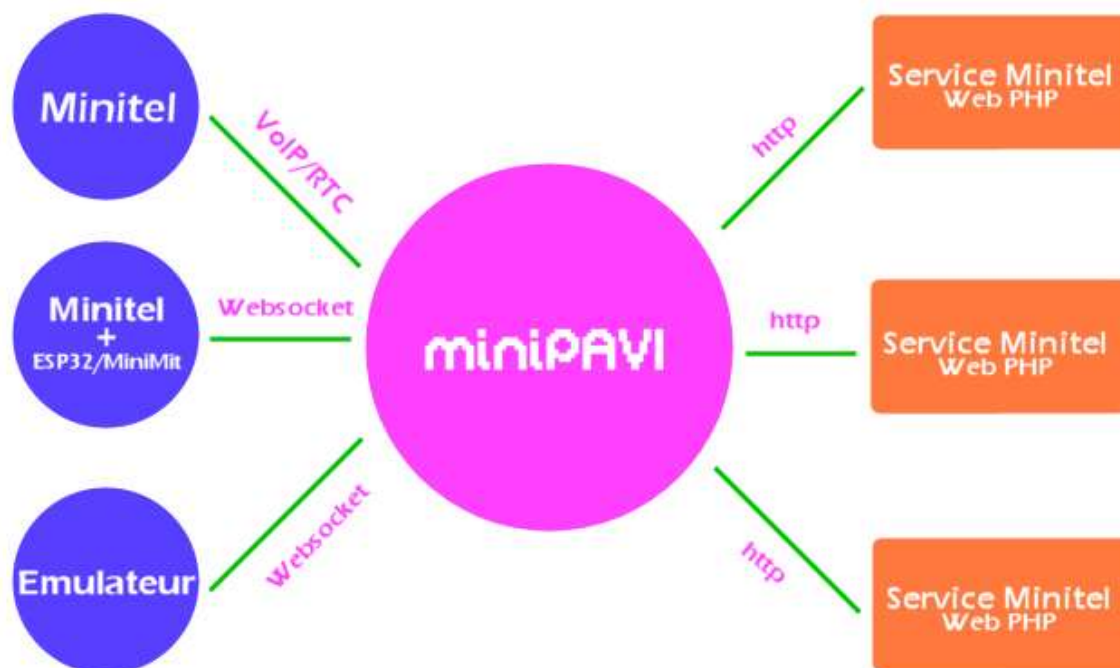 Minitel
VoIP/RTC
http
Service Minitel
Web PHP
Minitel
+
ESP32/MiniMit
Websocket
miniPAVI
http
Service Minitel
Web PHP
Emulateur
Websocket
http
Service Minitel
Web PHP